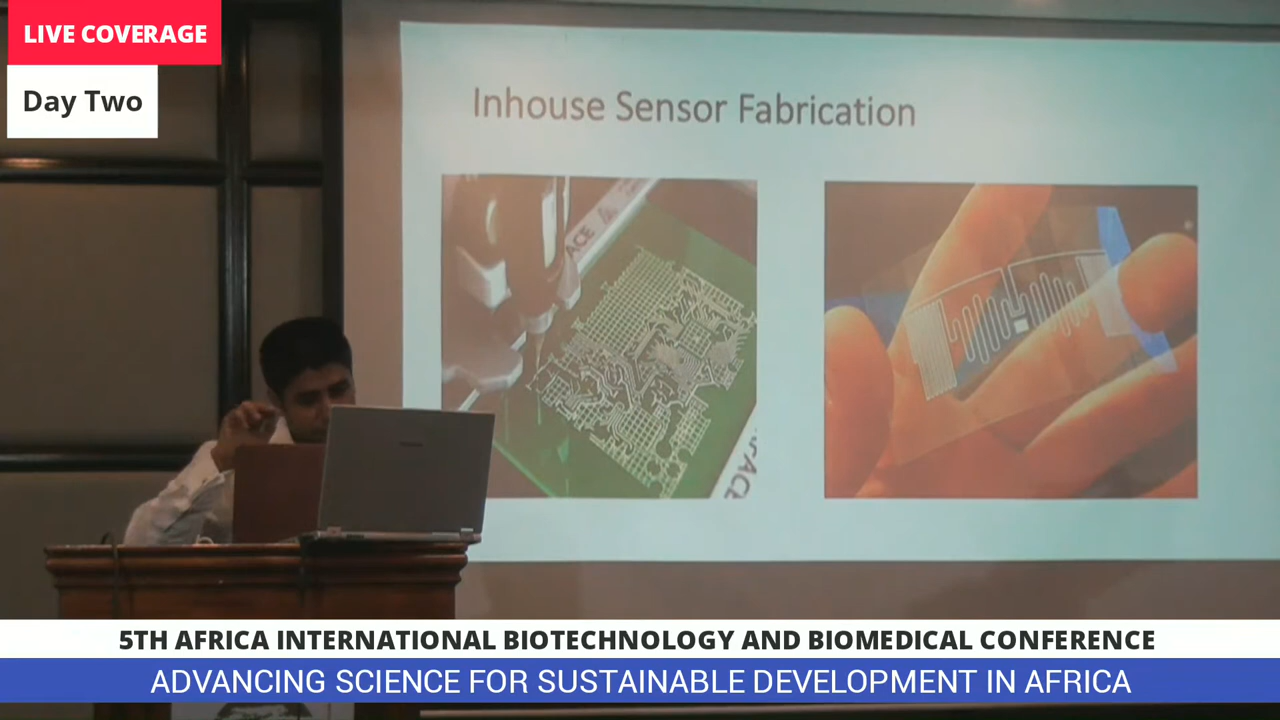 LIVE COVERAGE
Day Two
Inhouse Sensor Fabrication
ACE
5TH AFRICA INTERNATIONAL BIOTECHNOLOGY AND BIOMEDICAL CONFERENCE
ADVANCING SCIENCE FOR SUSTAINABLE DEVELOPMENT IN AFRICA